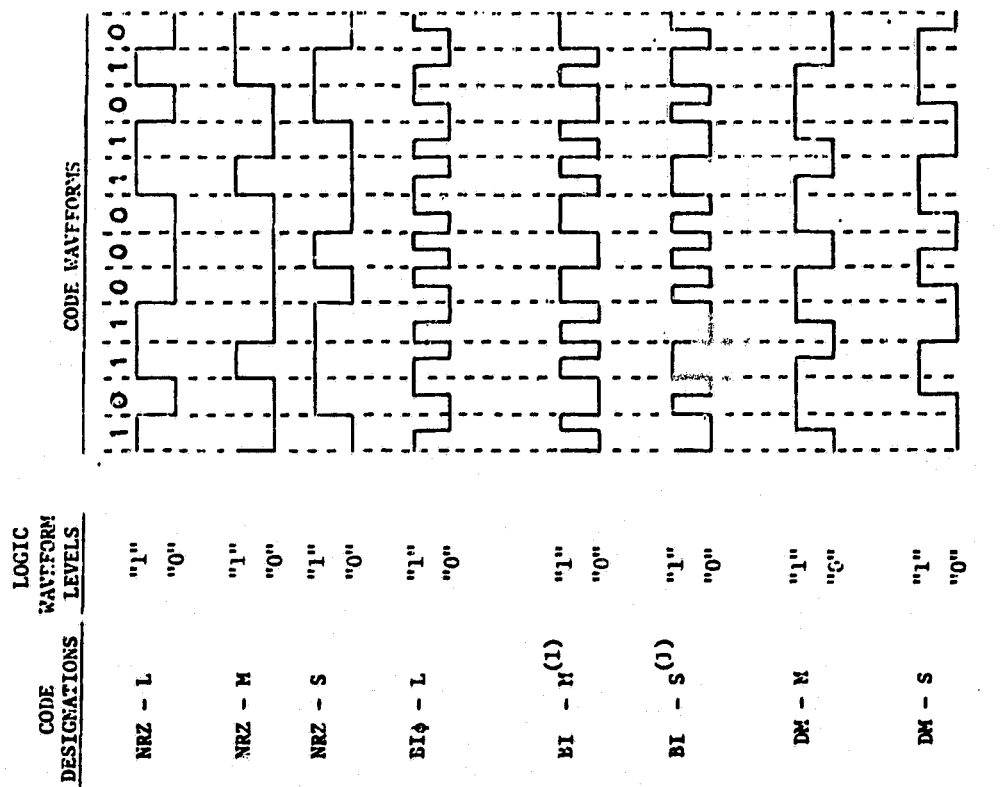 CODE DESIGNATIONS
LOGIC WAVEFORM LEVELS
CODE WAVEFORMS
1 0 1 1 0 0 0 1 1 0 1 0
NRZ - L "1" "0"
NRZ - M "1" "0"
NRZ - S "1" "0"
BIϕ - L "1" "0"
BI - M(1) "1" "0"
BI - S(1) "1" "0"
DM - M "1" "0"
DM - S "1" "0"